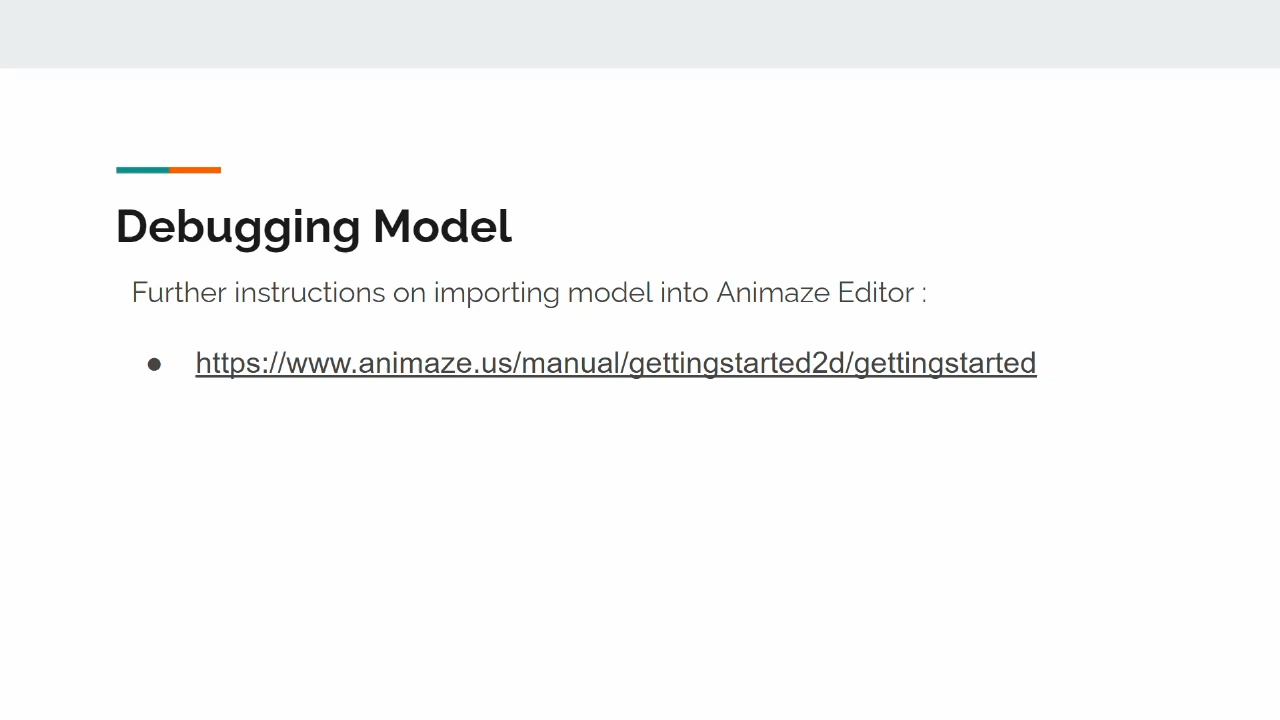 Debugging Model
Further instructions on importing model into Animaze Editor :
● https://www.animaze.us/manual/gettingstarted2d/gettingstarted